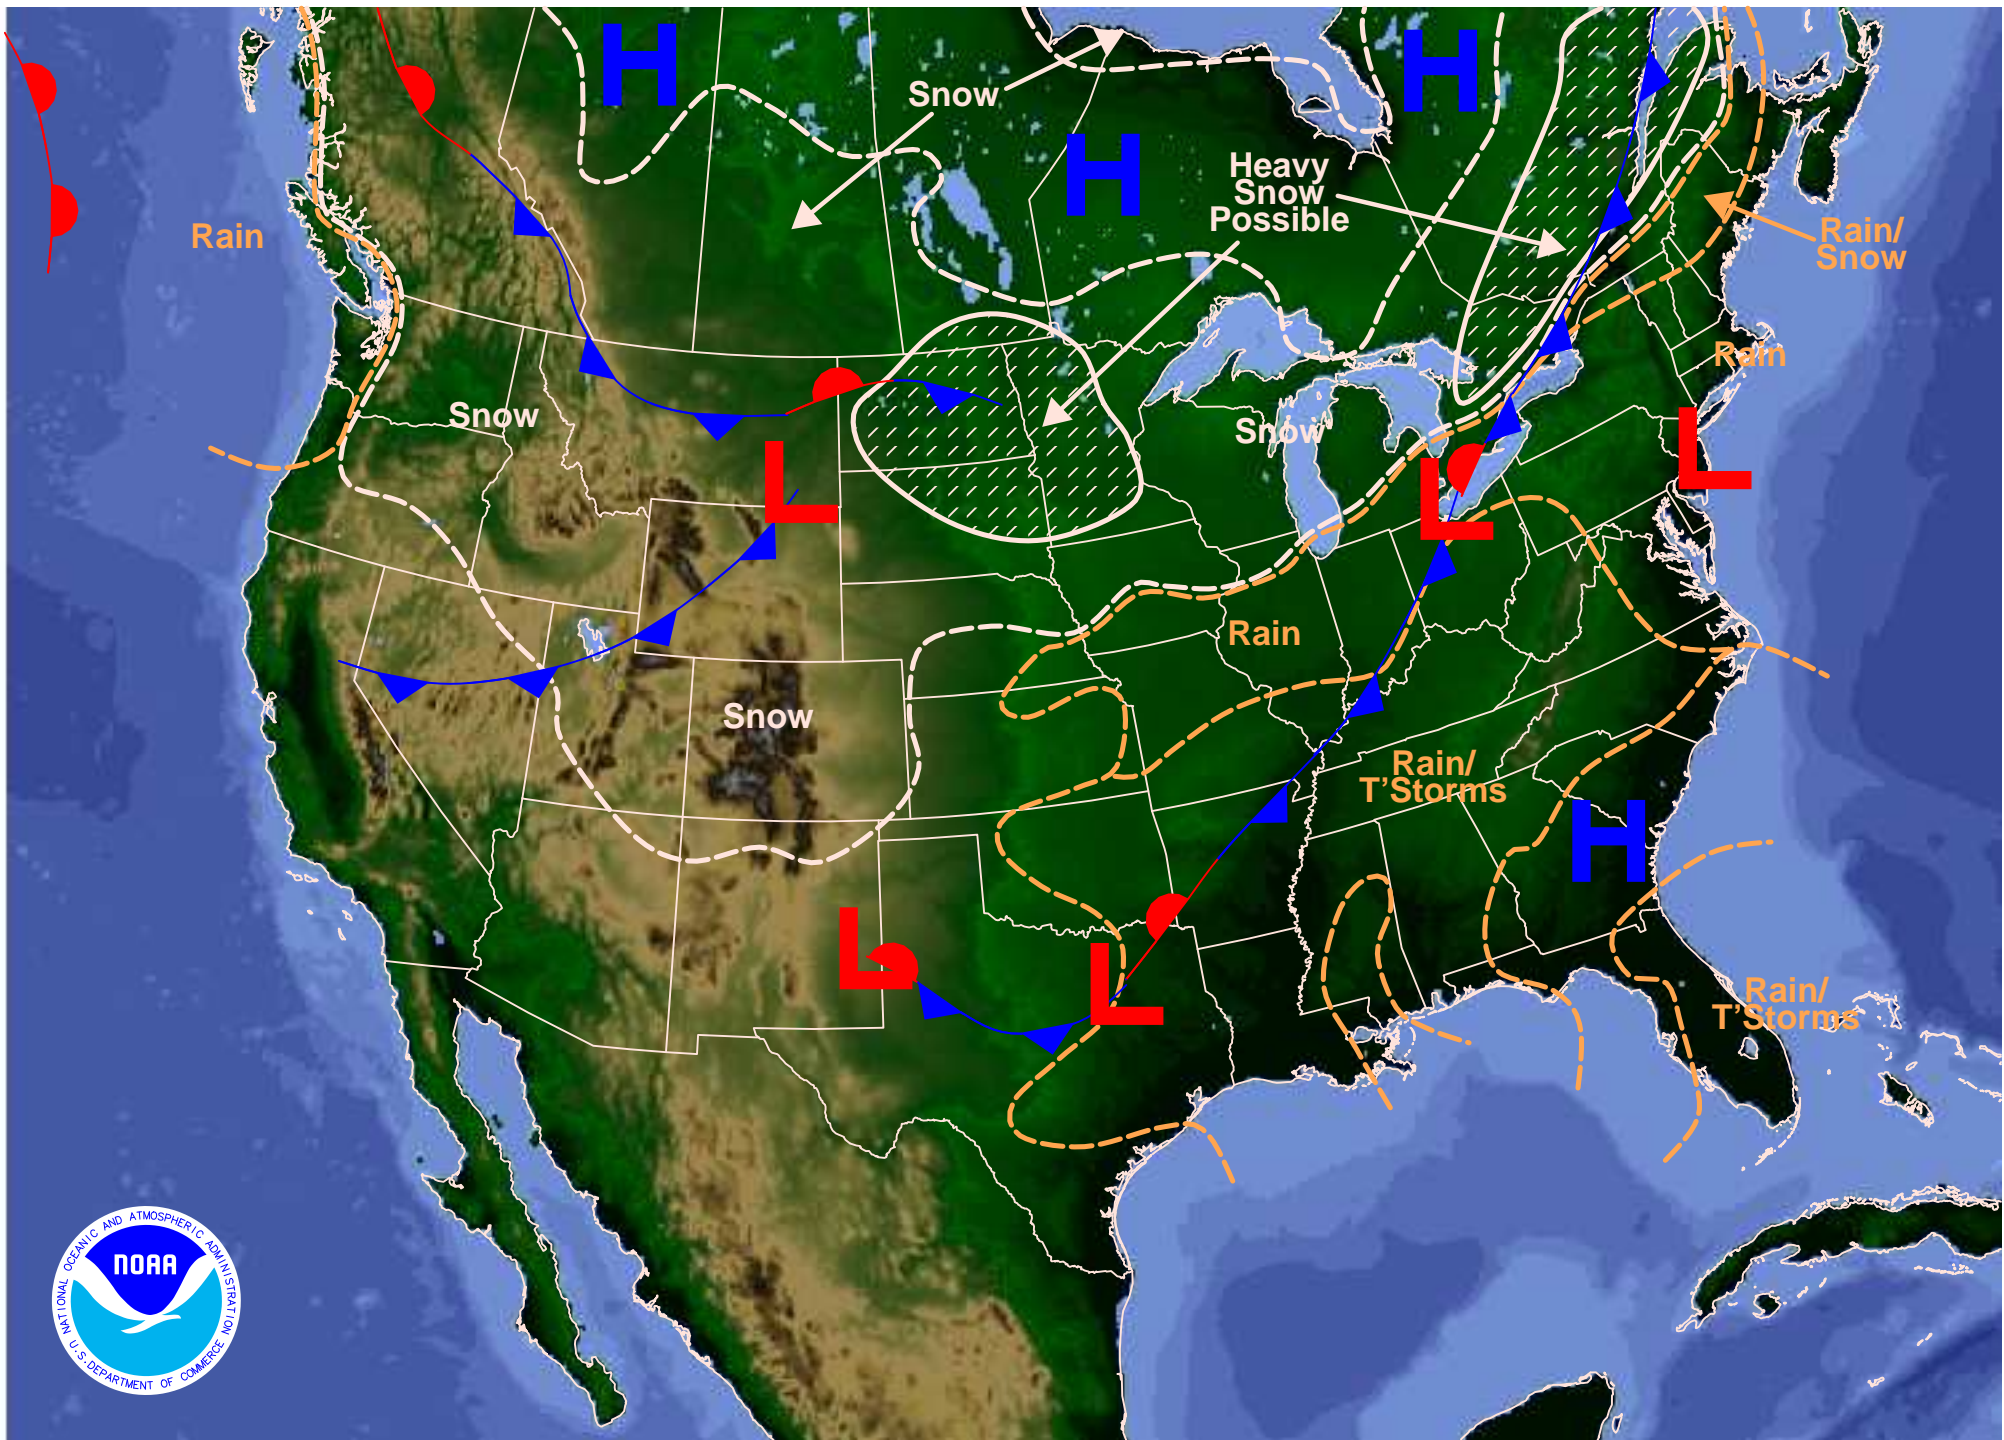 H
H
Snow
H
Heavy
Snow
Possible
Rain
Rain/
Snow
Rain
Snow
Snow
L
L
L
Rain
Snow
Rain/
T'Storms
H
L
L
Rain/
T'Storms
NATIONAL OCEANIC AND ATMOSPHERIC ADMINISTRATION
NOAA
U.S. DEPARTMENT OF COMMERCE